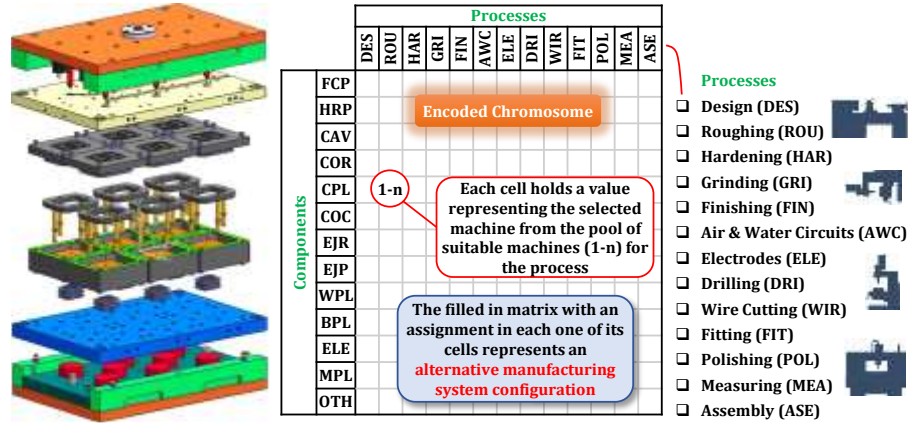 Processes
DES
ROU
HAR
GRI
FIN
AWC
ELE
DRI
WIR
FIT
POL
MEA
ASE
Components
FCP
HRP
CAV
COR
CPL
COC
EJR
EJP
WPL
BPL
ELE
MPL
OTH
Encoded Chromosome
1-n
Each cell holds a value
representing the selected
machine from the pool of
suitable machines (1-n) for
the process
The filled in matrix with an
assignment in each one of its
cells represents an
alternative manufacturing
system configuration
Processes
Design (DES)
Roughing (ROU)
Hardening (HAR)
Grinding (GRI)
Finishing (FIN)
Air & Water Circuits (AWC)
Electrodes (ELE)
Drilling (DRI)
Wire Cutting (WIR)
Fitting (FIT)
Polishing (POL)
Measuring (MEA)
Assembly (ASE)